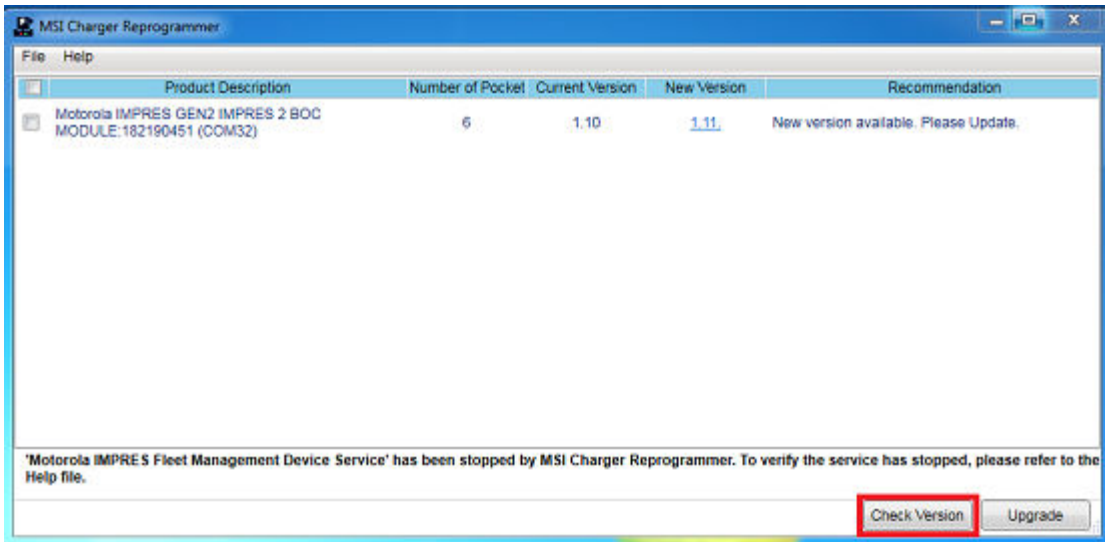 MSI Charger Reprogrammer
File Help
Product Description Number of Pocket Current Version New Version Recommendation
Motorola IMPRES GEN2 IMPRES 2 BOC
MODULE:182190451 (COM32) 6 1.10 1.11. New version available. Please Update.
'Motorola IMPRES Fleet Management Device Service' has been stopped by MSI Charger Reprogrammer. To verify the service has stopped, please refer to the
Help file.
Check Version Upgrade